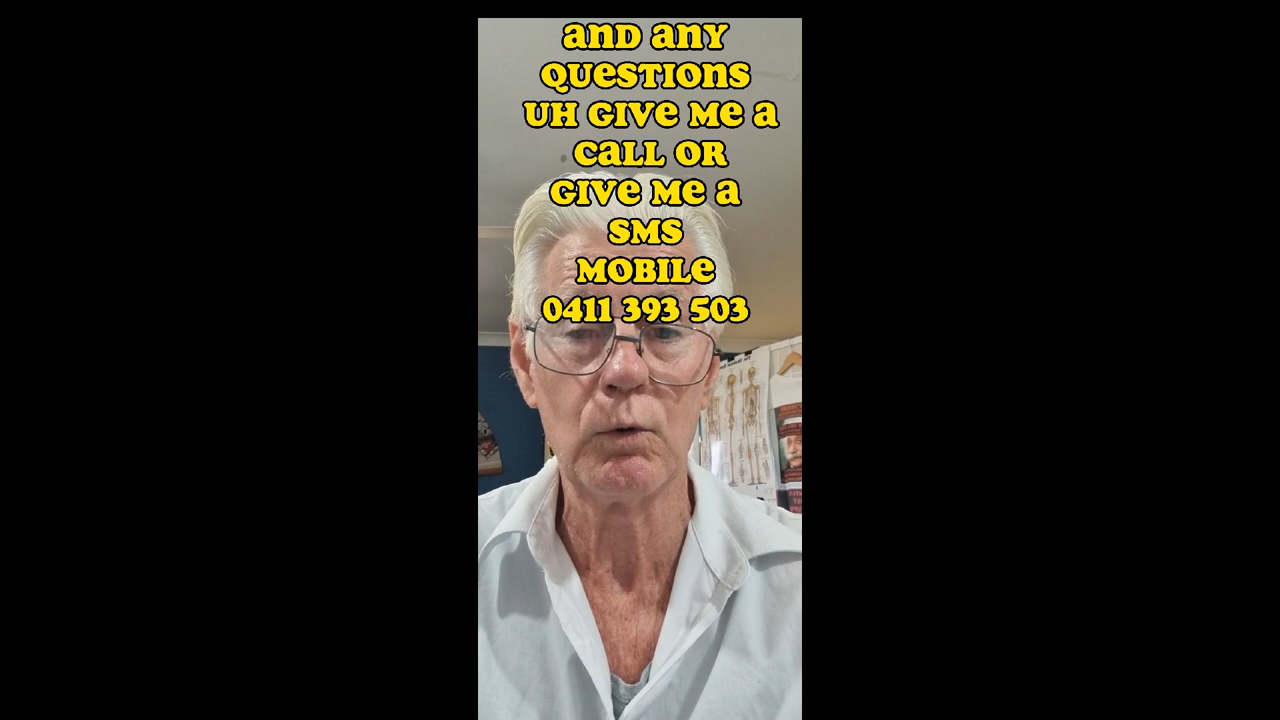 and any
questions
uh give me a
call or
give me a
sms
mobile
0411 393 503